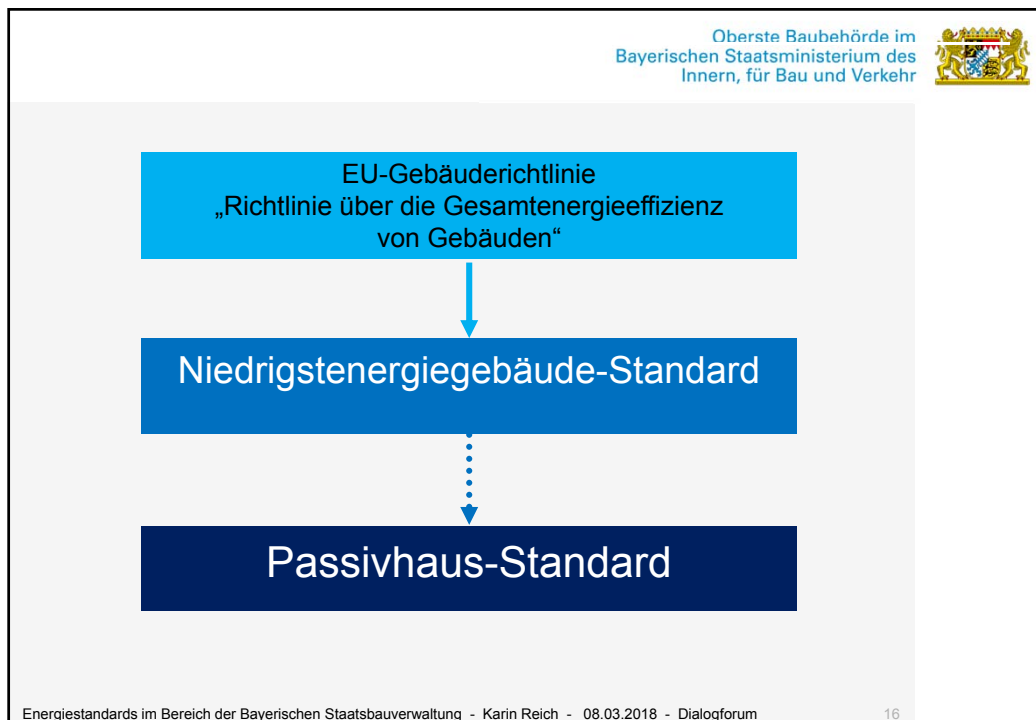 Oberste Baubehörde im
Bayerischen Staatsministerium des
Innern, für Bau und Verkehr
EU-Gebäuderichtlinie
„Richtlinie über die Gesamtenergieeffizienz
von Gebäuden“
Niedrigstenergiegebäude-Standard
Passivhaus-Standard
Energiestandards im Bereich der Bayerischen Staatsbauverwaltung - Karin Reich - 08.03.2018 - Dialogforum 16